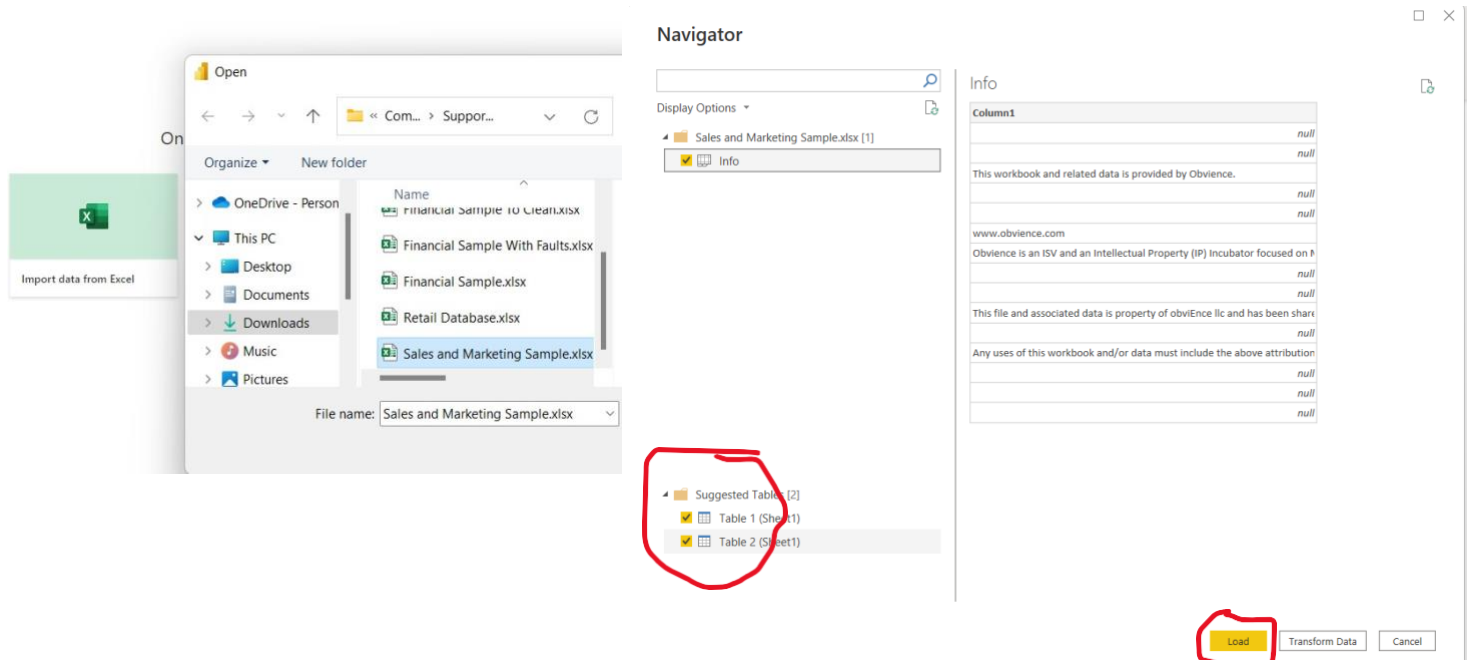 On
Import data from Excel
Open
« Com... > Suppor...
Organize
New folder
OneDrive - Person
This PC
Desktop
Documents
Downloads
Music
Pictures
Name
Financial Sample To Clean.xlsx
Financial Sample With Faults.xlsx
Financial Sample.xlsx
Retail Database.xlsx
Sales and Marketing Sample.xlsx
File name: Sales and Marketing Sample.xlsx
Navigator
Display Options
Sales and Marketing Sample.xlsx [1]
Info
Suggested Tables [2]
Table 1 (Sheet1)
Table 2 (Sheet1)
Info
Column1
null
null
This workbook and related data is provided by Obvience.
null
null
www.obvience.com
Obvience is an ISV and an Intellectual Property (IP) Incubator focused on
null
null
This file and associated data is property of obviEnce llc and has been share
null
Any uses of this workbook and/or data must include the above attribution
null
null
null
Load
Transform Data
Cancel